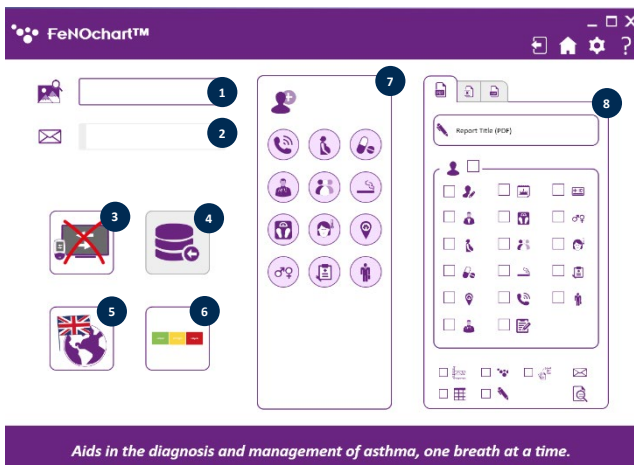 FeNOchart™
1
2
3
4
5
6
7
8
Report Title (PDF)
Aids in the diagnosis and management of asthma, one breath at a time.